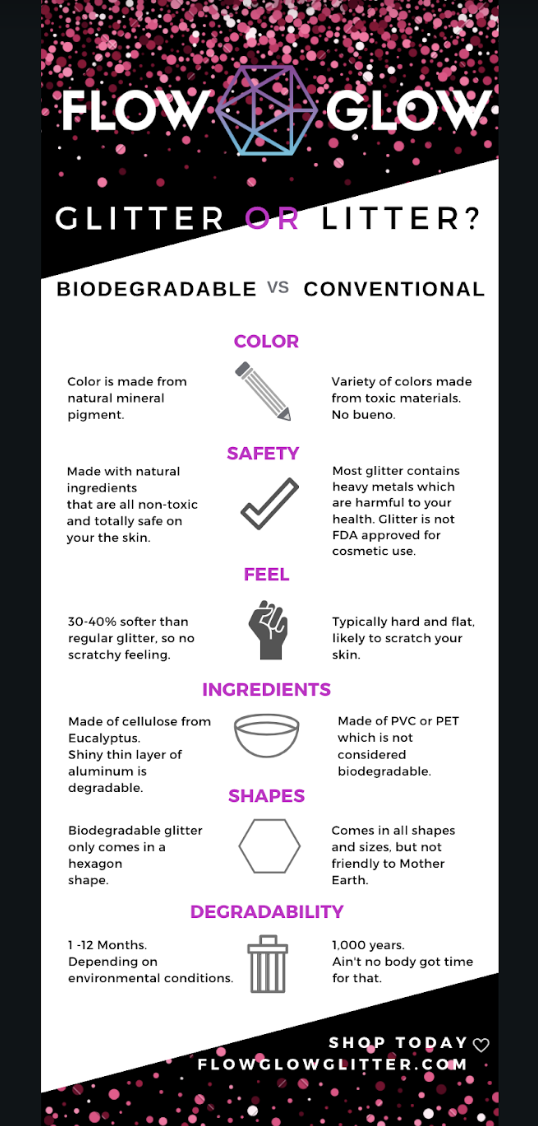 FLOW GLOW
GLITTER OR LITTER?
BIODEGRADABLE VS CONVENTIONAL
COLOR
Color is made from
natural mineral
pigment.
Variety of colors made
from toxic materials.
No bueno.
SAFETY
Made with natural
ingredients
that are all non-toxic
and totally safe on
your the skin.
Most glitter contains
heavy metals which
are harmful to your
health. Glitter is not
FDA approved for
cosmetic use.
FEEL
30-40% softer than
regular glitter, so no
scratchy feeling.
Typically hard and flat,
likely to scratch your
skin.
INGREDIENTS
Made of cellulose from
Eucalyptus.
Shiny thin layer of
aluminum is
degradable.
Made of PVC or PET
which is not
considered
biodegradable.
SHAPES
Biodegradable glitter
only comes in a
hexagon
shape.
Comes in all shapes
and sizes, but not
friendly to Mother
Earth.
DEGRADABILITY
1 -12 Months.
Depending on
environmental conditions.
1,000 years.
Ain't no body got time
for that.
SHOP TODAY
FLOWGLOWGLITTER.COM